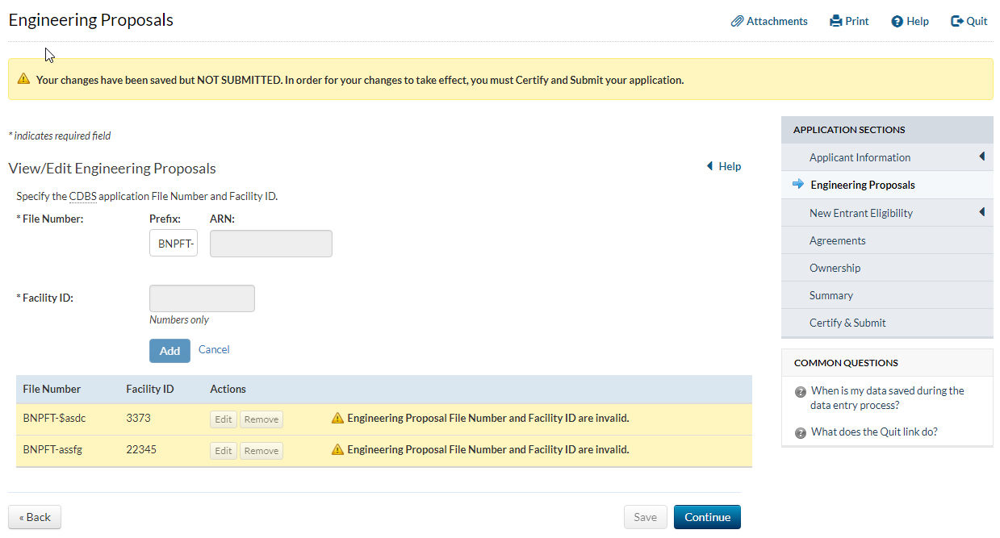 Engineering Proposals
Attachments Print Help Quit
Your changes have been saved but NOT SUBMITTED. In order for your changes to take effect, you must Certify and Submit your application.
* indicates required field
View/Edit Engineering Proposals
Help
Specify the CDBS application File Number and Facility ID.
* File Number: Prefix: ARN:
BNPFT-
* Facility ID:
Numbers only
Add Cancel
File Number Facility ID Actions
BNPFT-$asdc 3373 Edit Remove Engineering Proposal File Number and Facility ID are invalid.
BNPFT-assfg 22345 Edit Remove Engineering Proposal File Number and Facility ID are invalid.
« Back Save Continue
APPLICATION SECTIONS
Applicant Information
Engineering Proposals
New Entrant Eligibility
Agreements
Ownership
Summary
Certify & Submit
COMMON QUESTIONS
When is my data saved during the
data entry process?
What does the Quit link do?